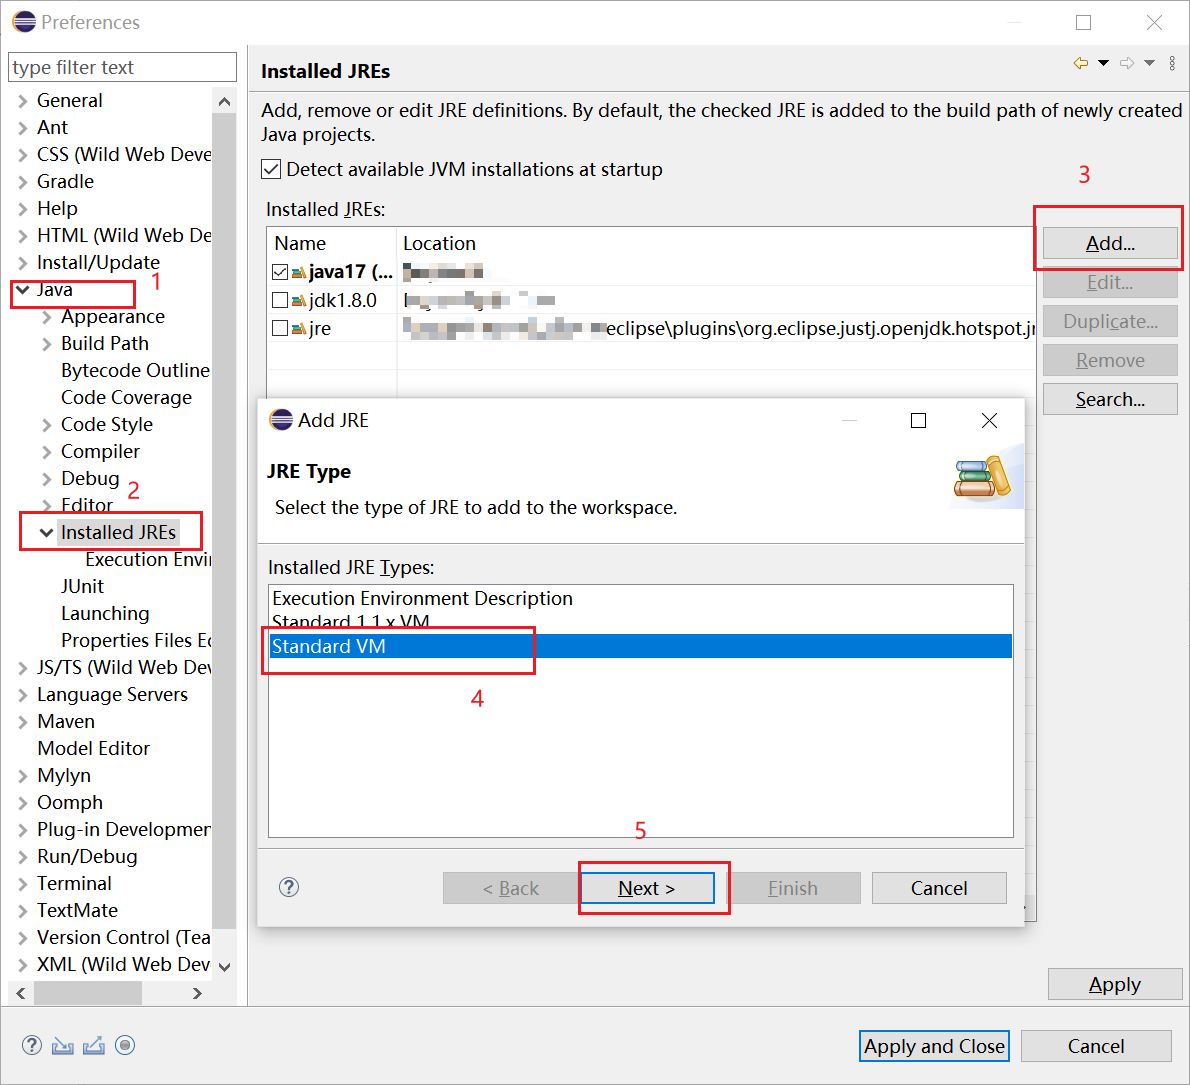 Preferences
type filter text
General
Ant
CSS (Wild Web Deve
Gradle
Help
HTML (Wild Web De
Install/Update
1
Java
Appearance
Build Path
Bytecode Outline
Code Coverage
Code Style
Compiler
Debug
2
Editor
Installed JREs
Execution Envi
JUnit
Launching
Properties Files Ed
JS/TS (Wild Web Dev
Language Servers
Maven
Model Editor
Mylyn
Oomph
Plug-in Developmen
Run/Debug
Terminal
TextMate
Version Control (Tea
XML (Wild Web Dev
Installed JREs
Add, remove or edit JRE definitions. By default, the checked JRE is added to the build path of newly created
Java projects.
Detect available JVM installations at startup
3
Installed JREs:
Name Location
java17 (...
jdk1.8.0
jre eclipse\plugins\org.eclipse.justj.openjdk.hotspot.jr
Add...
Edit...
Duplicate...
Remove
Search...
Add JRE
JRE Type
Select the type of JRE to add to the workspace.
Installed JRE Types:
Execution Environment Description
Standard 1.1.x VM
Standard VM
4
5
< Back Next > Finish Cancel
Apply
Apply and Close Cancel